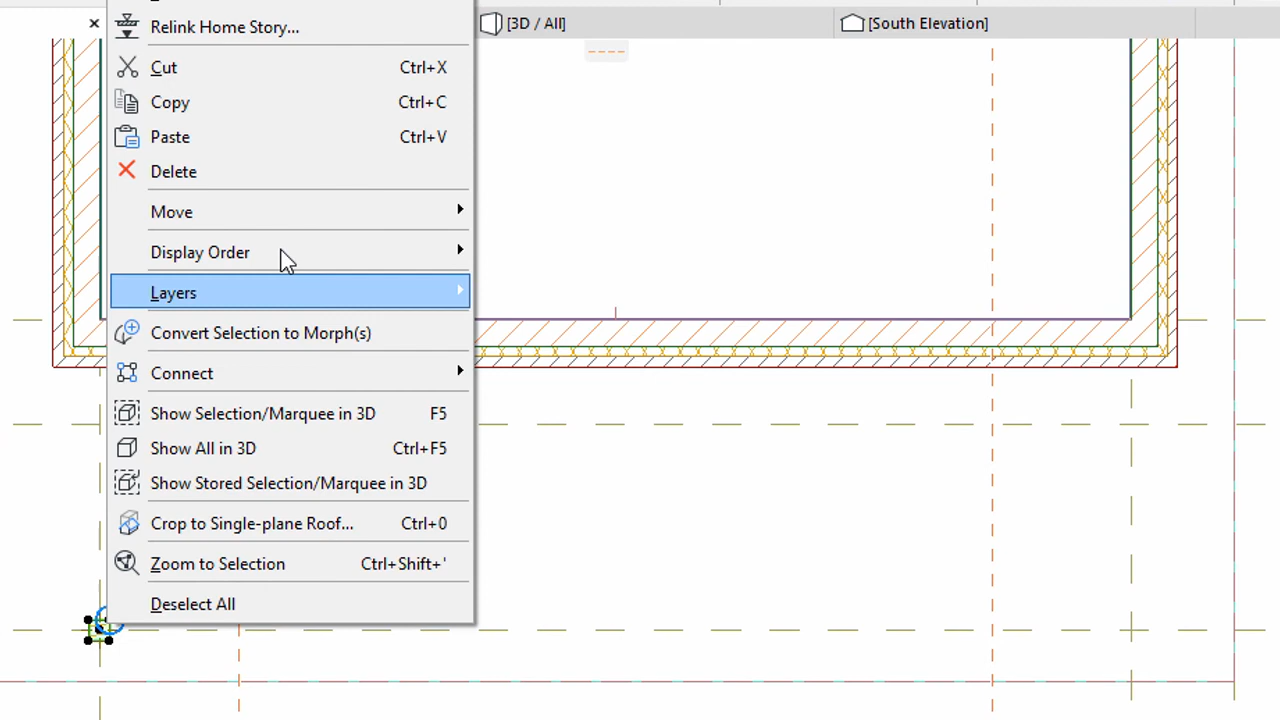 Relink Home Story...
[3D / All]
[South Elevation]
Cut Ctrl+X
Copy Ctrl+C
Paste Ctrl+V
Delete
Move
Display Order
Layers
Convert Selection to Morph(s)
Connect
Show Selection/Marquee in 3D F5
Show All in 3D Ctrl+F5
Show Stored Selection/Marquee in 3D
Crop to Single-plane Roof... Ctrl+0
Zoom to Selection Ctrl+Shift+'
Deselect All